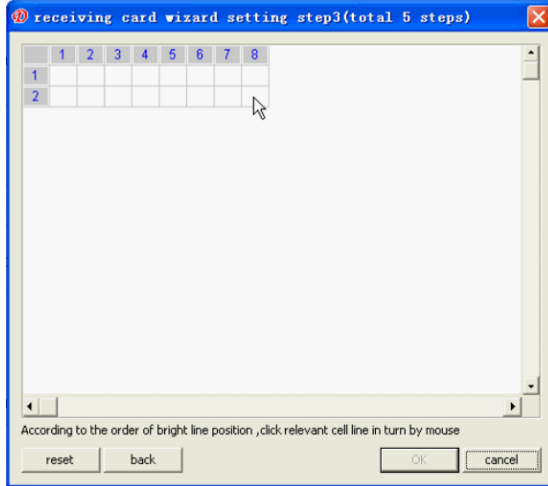 receiving card wizard setting step3(total 5 steps)
1 2 3 4 5 6 7 8
1
2
According to the order of bright line position ,click relevant cell line in turn by mouse
reset back OK cancel